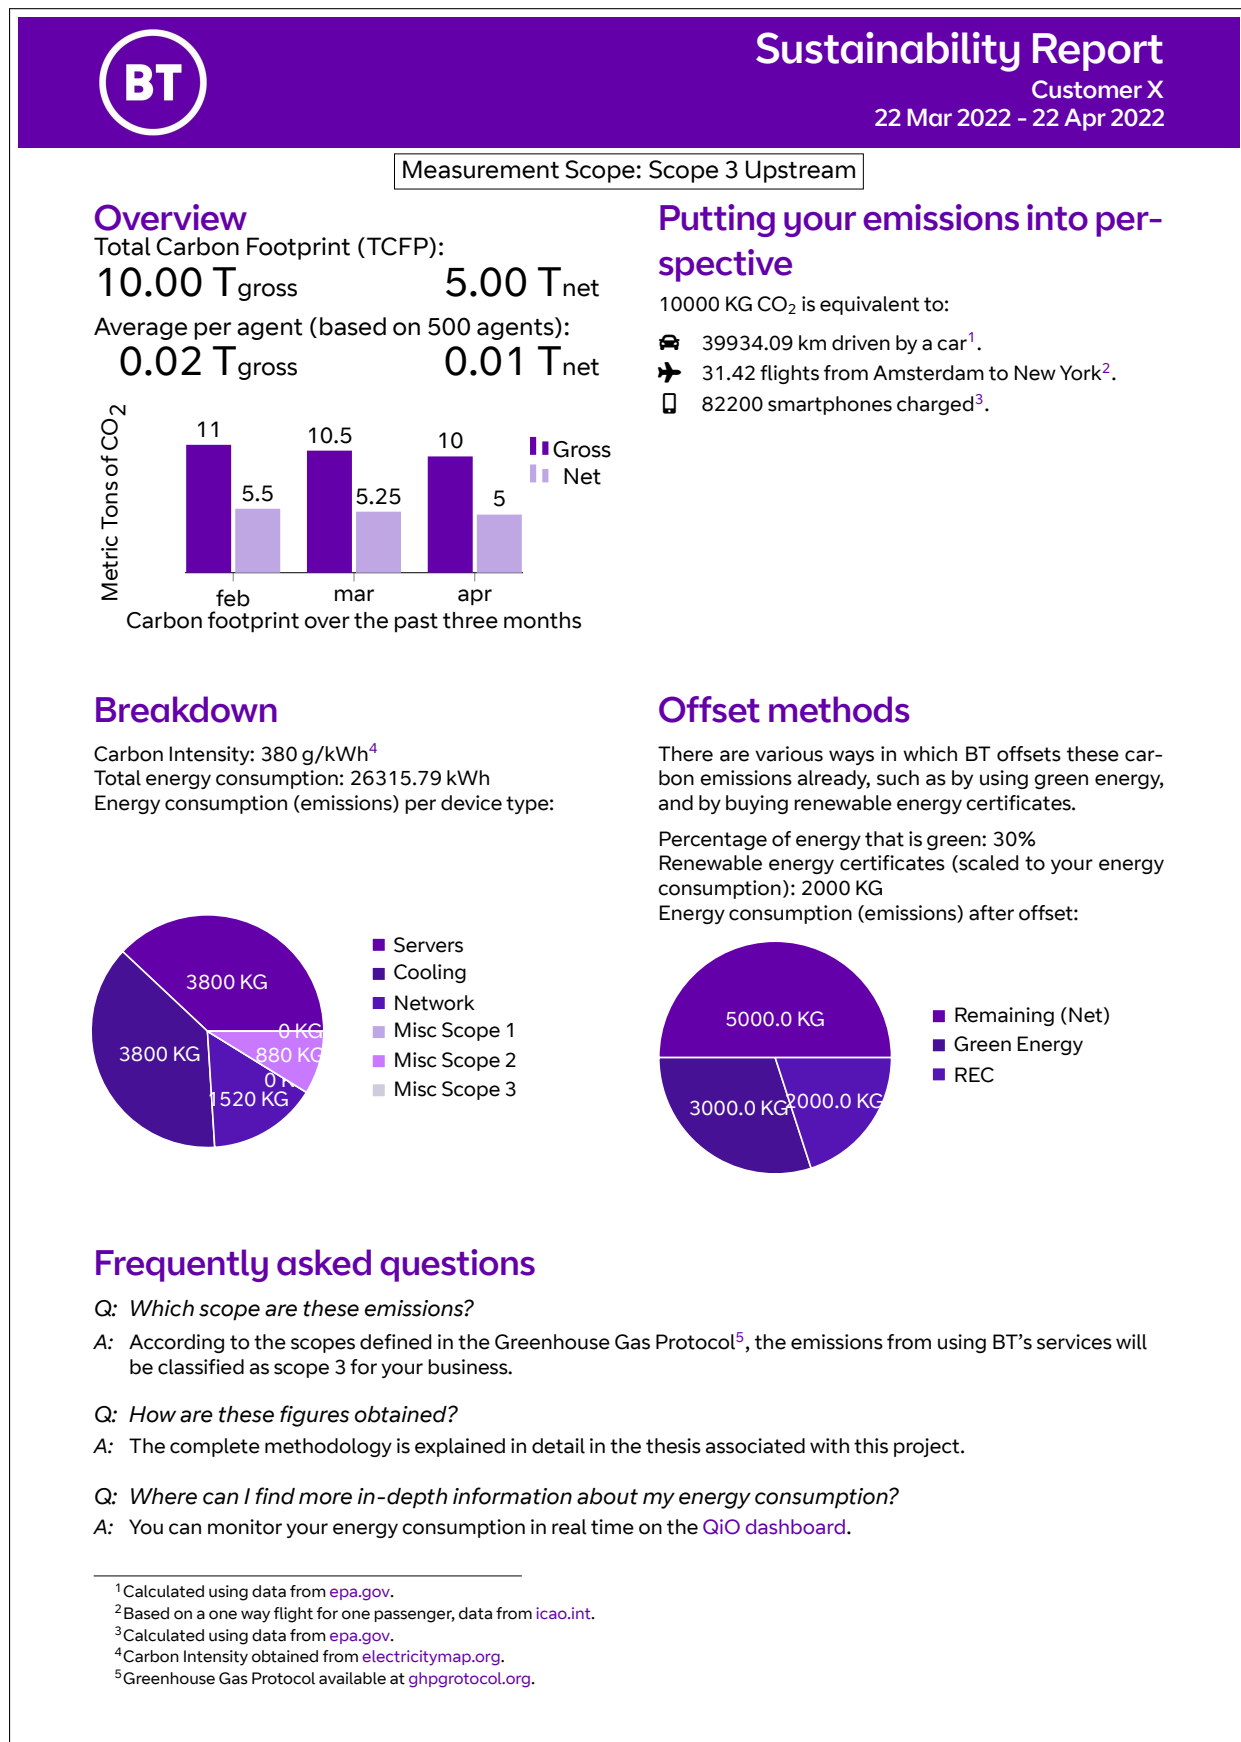 BT
Sustainability Report
Customer X
22 Mar 2022 - 22 Apr 2022
Measurement Scope: Scope 3 Upstream
Overview
Total Carbon Footprint (TCFP):
10.00 Tgross 5.00 Tnet
Average per agent (based on 500 agents):
0.02 Tgross 0.01 Tnet
Metric Tons of CO2
11
5.5
10.5
5.25
10
5
Gross
Net
feb
mar
apr
Carbon footprint over the past three months
Putting your emissions into per-
spective
10000 KG CO2 is equivalent to:
39934.09 km driven by a car1.
31.42 flights from Amsterdam to New York2.
82200 smartphones charged3.
Breakdown
Carbon Intensity: 380 g/kWh4
Total energy consumption: 26315.79 kWh
Energy consumption (emissions) per device type:
3800 KG
3800 KG
1520 KG
0 K
880 KG
0 KG
Servers
Cooling
Network
Misc Scope 1
Misc Scope 2
Misc Scope 3
Offset methods
There are various ways in which BT offsets these car-
bon emissions already, such as by using green energy,
and by buying renewable energy certificates.
Percentage of energy that is green: 30%
Renewable energy certificates (scaled to your energy
consumption): 2000 KG
Energy consumption (emissions) after offset:
5000.0 KG
3000.0 KG
2000.0 KG
Remaining (Net)
Green Energy
REC
Frequently asked questions
Q: Which scope are these emissions?
A: According to the scopes defined in the Greenhouse Gas Protocol5, the emissions from using BT's services will
be classified as scope 3 for your business.
Q: How are these figures obtained?
A: The complete methodology is explained in detail in the thesis associated with this project.
Q: Where can I find more in-depth information about my energy consumption?
A: You can monitor your energy consumption in real time on the QiO dashboard.
1Calculated using data from epa.gov.
2Based on a one way flight for one passenger, data from icao.int.
3Calculated using data from epa.gov.
4Carbon Intensity obtained from electricitymap.org.
5Greenhouse Gas Protocol available at ghpgrotocol.org.